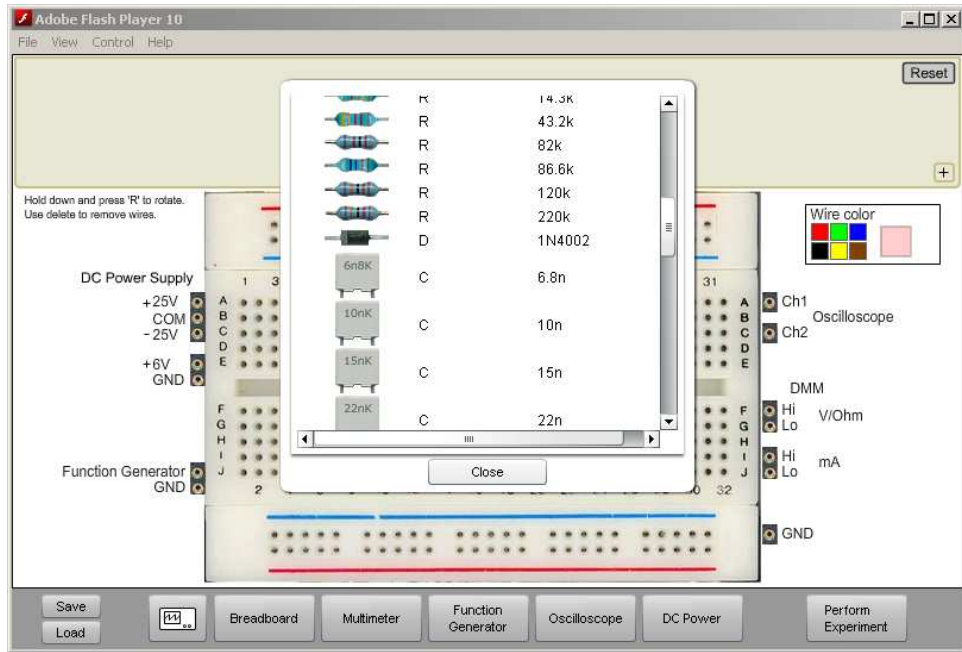 Adobe Flash Player 10
File View Control Help
Reset
+
Hold down and press 'R' to rotate.
Use delete to remove wires.
R 14.3k
R 43.2k
R 82k
R 86.6k
R 120k
R 220k
D 1N4002
6n8K C 6.8n
10nK C 10n
15nK C 15n
22nK C 22n
Close
Wire color
DC Power Supply
+25V
COM
-25V
+6V
GND
Function Generator
GND
1 3
31
A
B
C
D
E
F
G
H
I
J
A
B
C
D
E
F
G
H
I
J
2
30 32
Ch1
Ch2
Oscilloscope
DMM
Hi
Lo
V/Ohm
Hi
Lo
mA
GND
Save
Load
Breadboard
Multimeter
Function
Generator
Oscilloscope
DC Power
Perform
Experiment